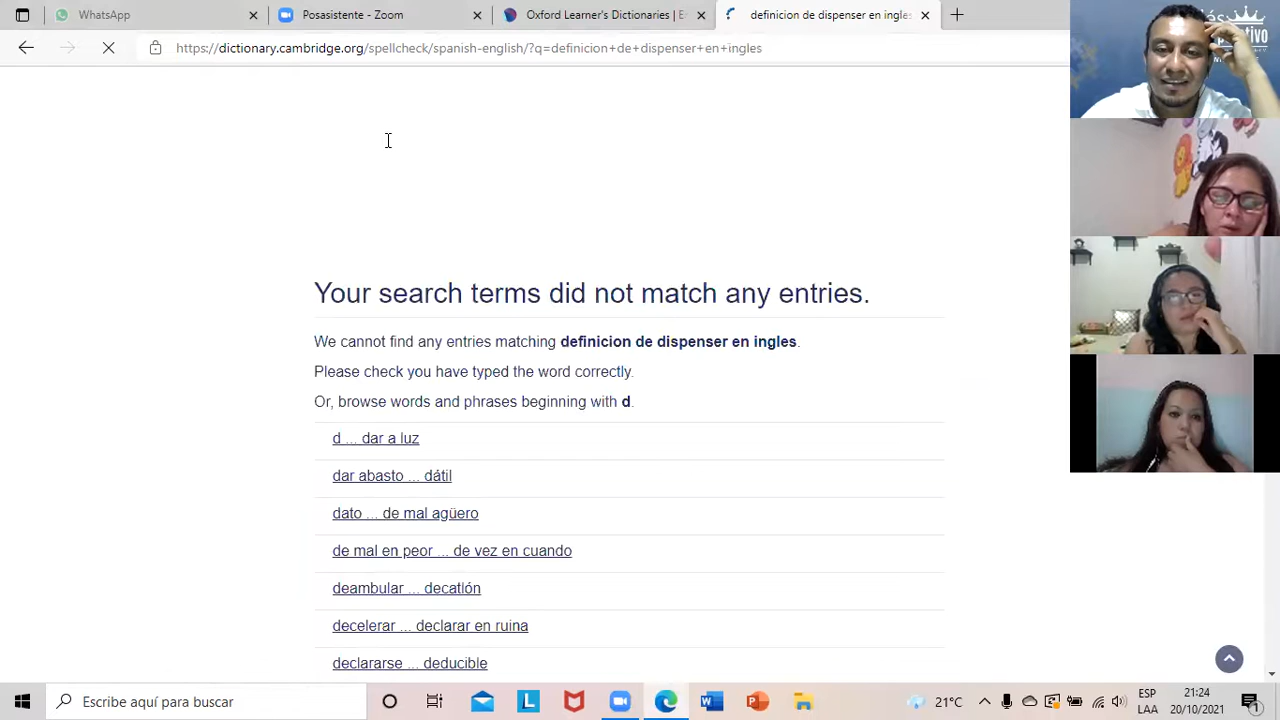 WhatsApp
Posasistere - Zoom
Oxford Learner's Dictionaries | E
definicion de dispenser en ingles
https://dictionary.cambridge.org/spellcheck/spanish-english/?q=definicion+de+dispenser+en+ingles
Your search terms did not match any entries.
We cannot find any entries matching definicion de dispenser en ingles.
Please check you have typed the word correctly.
Or, browse words and phrases beginning with d.
d ... dar a luz
dar abasto ... dátil
dato ... de mal agüero
de mal en peor ... de vez en cuando
deambular ... decatlón
decelerar ... declarar en ruina
declararse ... deducible
Escribe aquí para buscar
21°C
ESP
LAA
21:24
20/10/2021